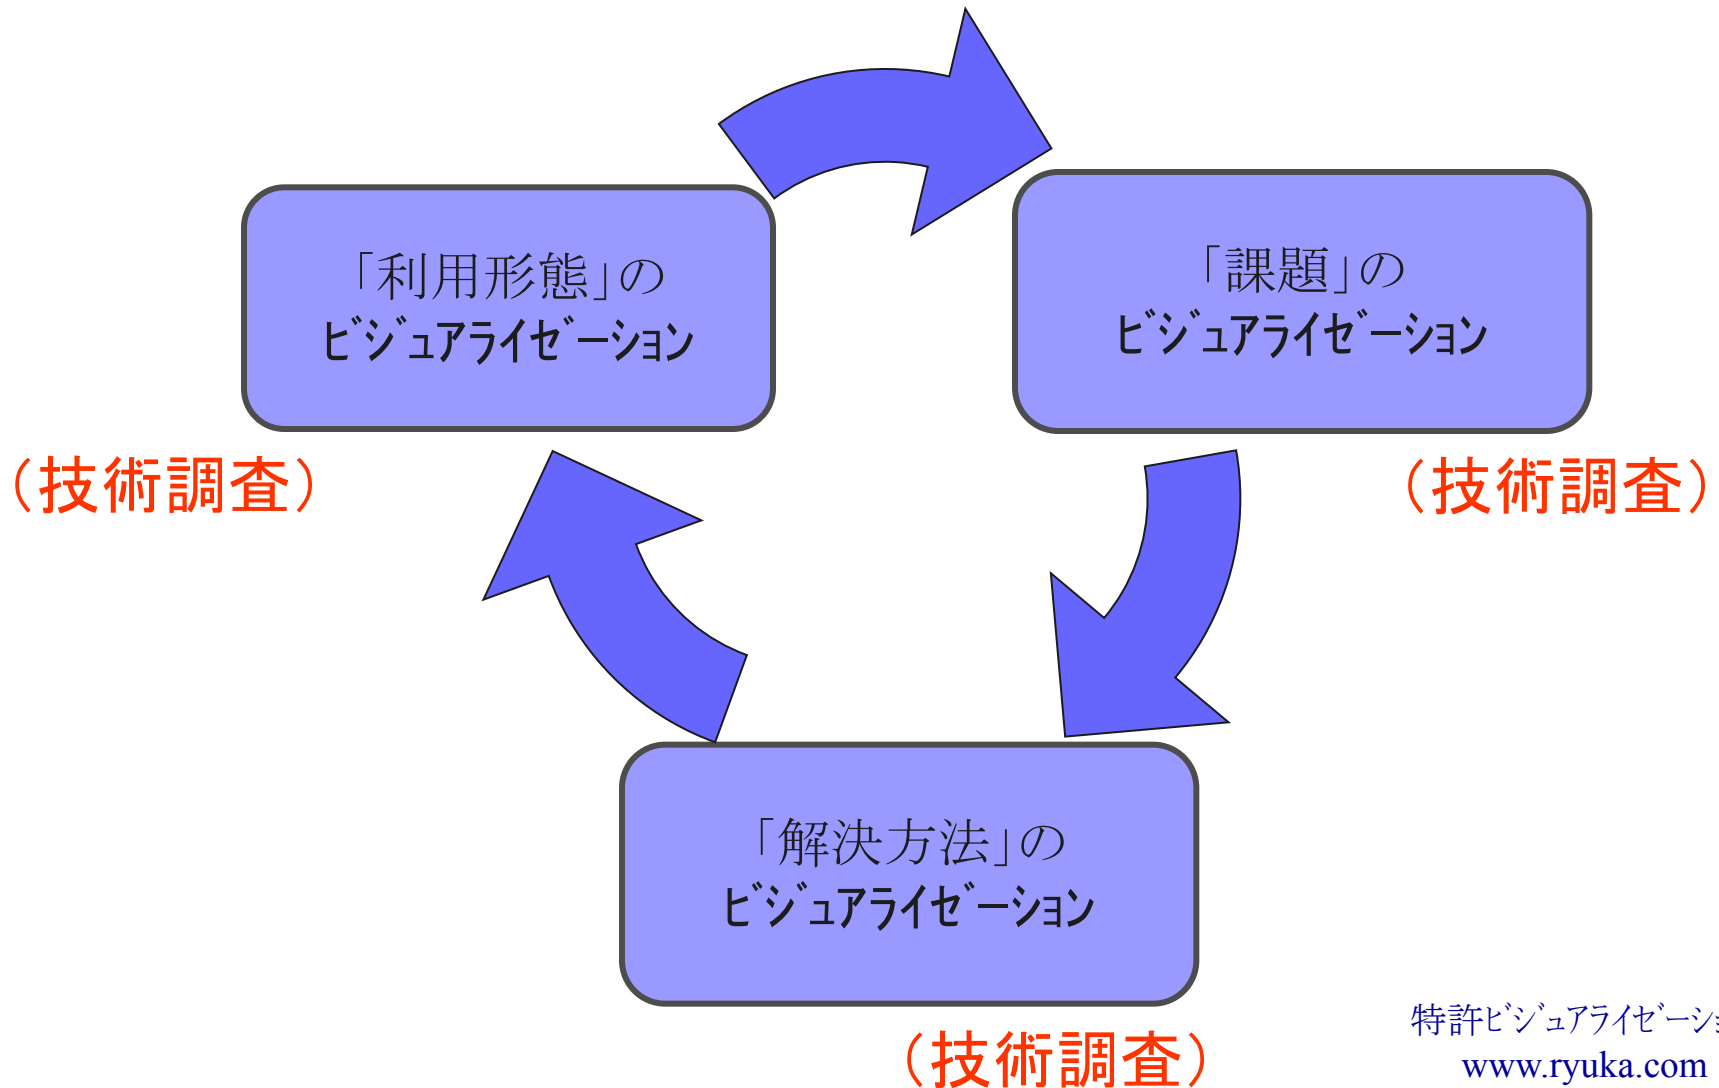 「利用形態」の
ﾋﾞｼﾞｭｱﾗｲｾﾞｰｼｮﾝ
「課題」の
ﾋﾞｼﾞｭｱﾗｲｾﾞｰｼｮﾝ
（技術調査）
（技術調査）
「解決方法」の
ﾋﾞｼﾞｭｱﾗｲｾﾞｰｼｮﾝ
（技術調査）
特許ﾋﾞｼﾞｭｱﾗｲｾﾞｰｼｮ
www.ryuka.com